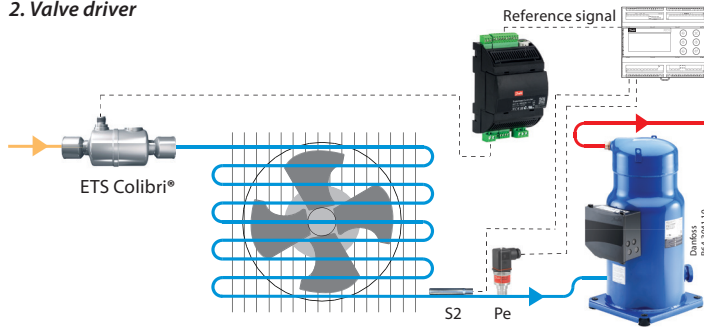 2. Valve driver
Reference signal
ETS Colibri®
S2
Pe
Danfoss